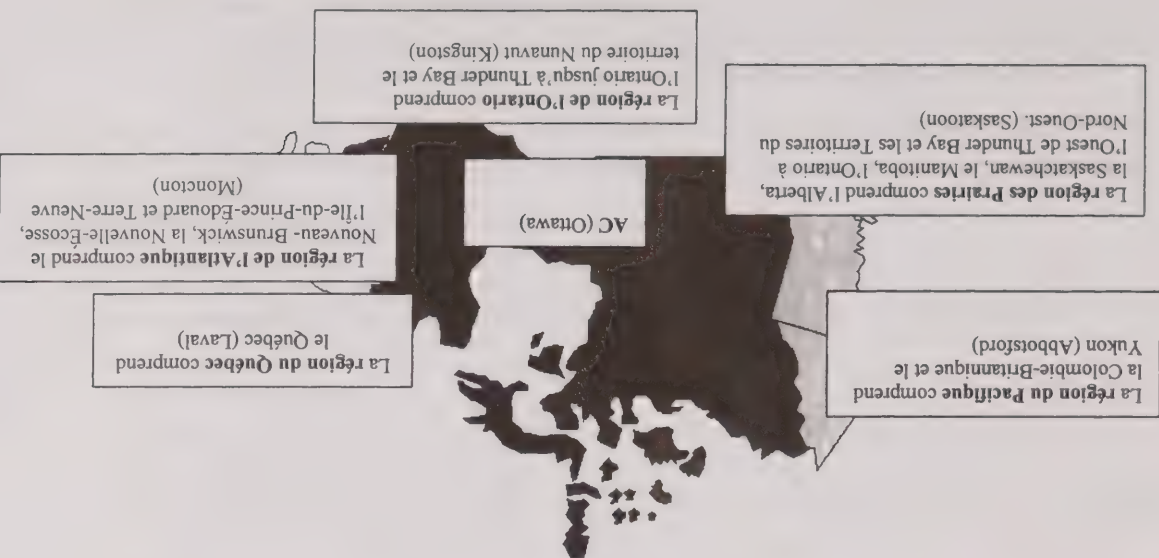 La région du Pacifique comprend
la Colombie-Britannique et le
Yukon (Abbotsford)
La région du Québec comprend
le Québec (Laval)
La région de l'Atlantique comprend le
Nouveau- Brunswick, la Nouvelle-Écosse,
l'Île-du-Prince-Édouard et Terre-Neuve
(Moncton)
AC (Ottawa)
La région des Prairies comprend l'Alberta,
la Saskatchewan, le Manitoba, l'Ontario à
l'Ouest de Thunder Bay et les Territoires du
Nord-Ouest. (Saskatoon)
La région de l'Ontario comprend
l'Ontario jusqu'à Thunder Bay et le
territoire du Nunavut (Kingston)